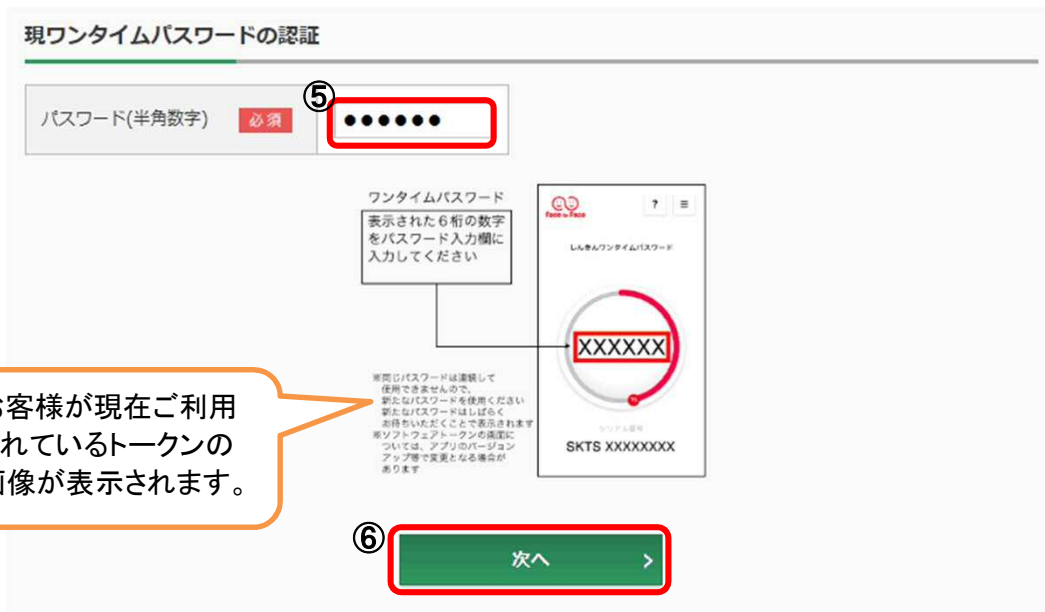 現ワンタイムパスワードの認証
パスワード(半角数字) 必須
⑤
●●●●●●
ワンタイムパスワード
表示された6桁の数字
をパスワード入力欄に
入力してください
Face to Face
? ≡
しんきんワンタイムパスワード
XXXXXX
15
シリアル番号
SKTS XXXXXXXX
※同じパスワードは連続して
使用できませんので、
新たなパスワードを使用ください
新たなパスワードはしばらく
お待ちいただくことで表示されます
※ソフトウェアトークンの画面に
ついては、アプリのバージョン
アップ等で変更となる場合が
あります
お客様が現在ご利用
れているトークンの
画像が表示されます。
⑥
次へ >